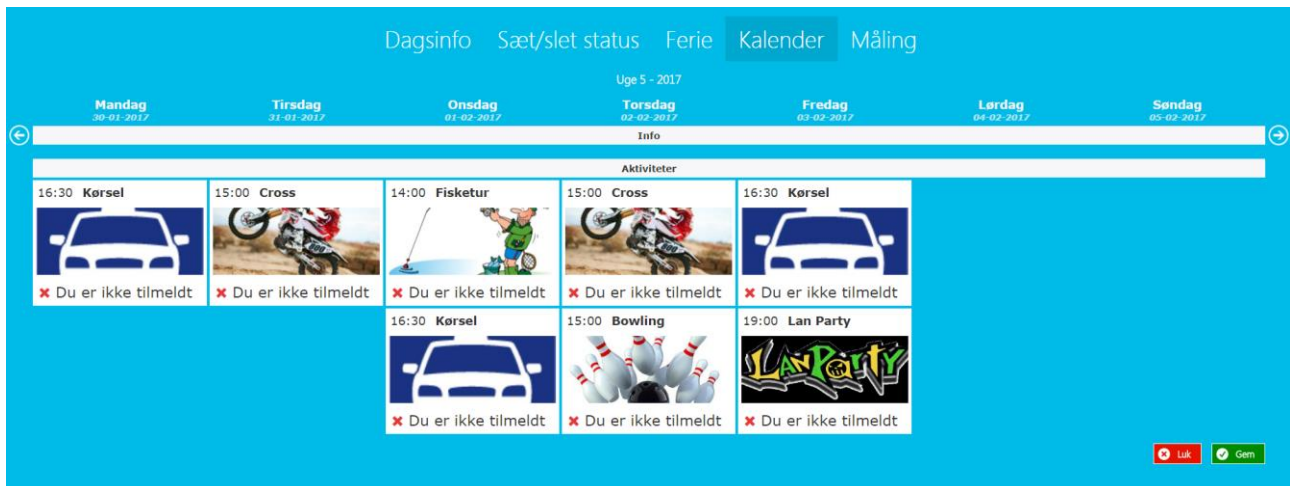 Dagsinfo Sæt/slet status Ferie Kalender Måling
Uge 5 - 2017
Mandag Tirsdag Onsdag Torsdag Fredag Lørdag Søndag
30-01-2017 31-01-2017 01-02-2017 02-02-2017 03-02-2017 04-02-2017 05-02-2017
Info
Aktiviteter
16:30 Kørsel 15:00 Cross 14:00 Fisketur 15:00 Cross 16:30 Kørsel
Du er ikke tilmeldt Du er ikke tilmeldt Du er ikke tilmeldt Du er ikke tilmeldt Du er ikke tilmeldt
16:30 Kørsel 15:00 Bowling 19:00 Lan Party
LanParty
Du er ikke tilmeldt Du er ikke tilmeldt Du er ikke tilmeldt
Luk Gem